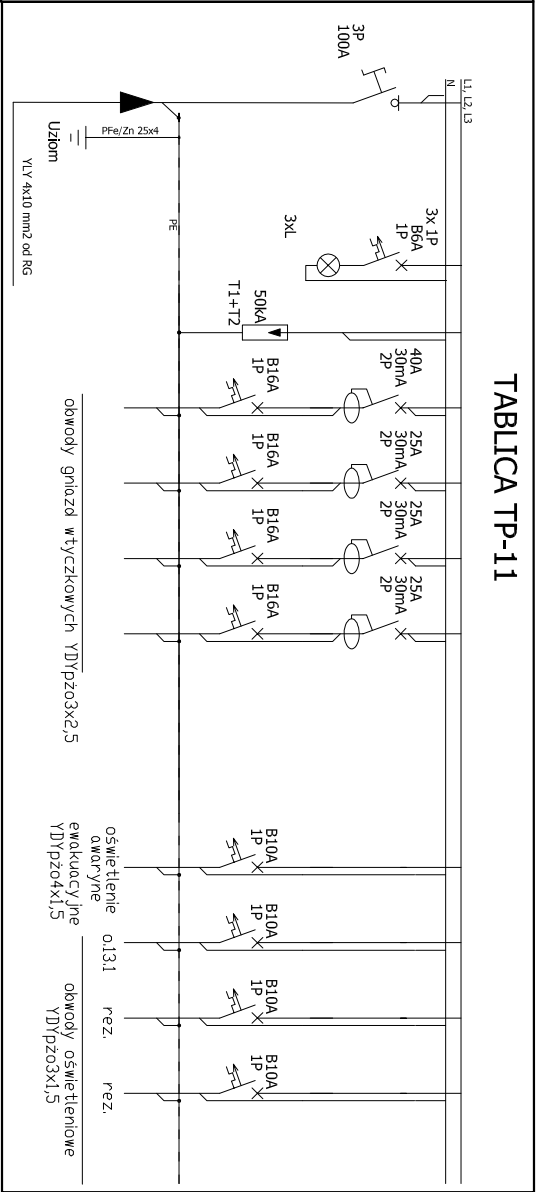 TABLICA TP-11
L1, L2, L3
N
3P
100A
3x 1P
B6A
1P
3xL
50kA
T1+T2
40A
30mA
2P
25A
30mA
2P
25A
30mA
2P
25A
30mA
2P
B16A
1P
B16A
1P
B16A
1P
B16A
1P
B10A
1P
B10A
1P
B10A
1P
B10A
1P
PE
PFe/Zn 25x4
Uziom
YLY 4x10 mm2 od RG
obwody gniazd wtyczkowych YDYpżo3x2,5
oświetlenie
awaryne
ewakuacyjne
YDYpżo4x1,5
o.13.1
rez.
rez.
obwody oświetleniowe
YDYpżo3x1,5